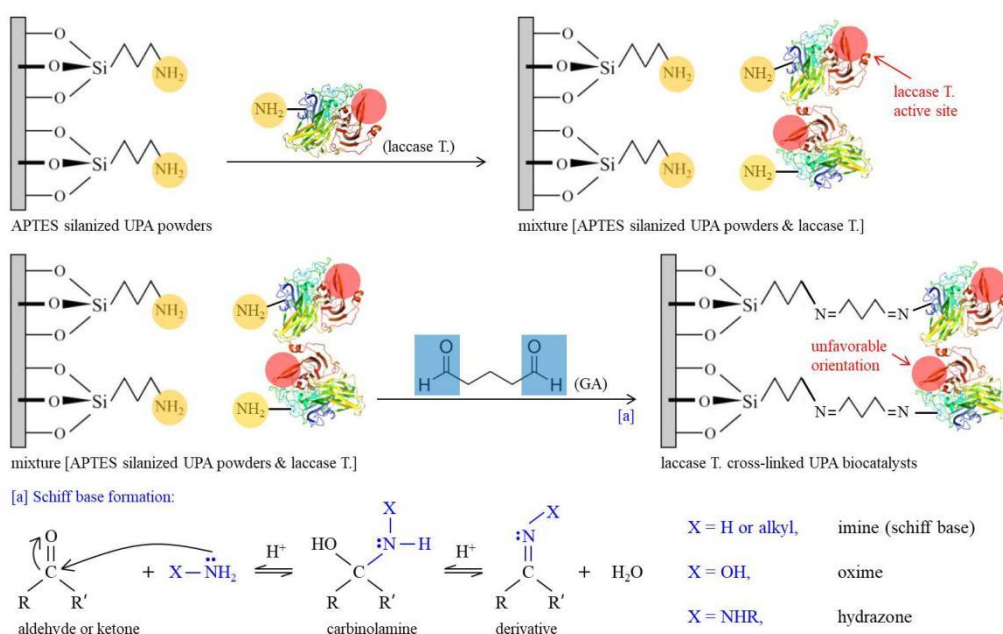 O O
O Si NH₂
O
O O
O Si NH₂
O
APTES silanized UPA powders
NH₂
(laccase T.)
O O
O Si NH₂ NH₂
O
O O
O Si NH₂ NH₂
O
laccase T.
active site
mixture [APTES silanized UPA powders & laccase T.]
O O
O Si NH₂ NH₂
O
O O
O Si NH₂ NH₂
O
mixture [APTES silanized UPA powders & laccase T.]
O O
H H
(GA)
[a]
O O
O Si N= =N
O
unfavorable
orientation
O O
O Si N= =N
O
laccase T. cross-linked UPA biocatalysts
[a] Schiff base formation:
O
C
R R'
aldehyde or ketone
+ X–N̈H₂
H⁺
X
HO :N–H
C
R R'
carbinolamine
H⁺
X
:N
C
R R'
derivative
+ H₂O
X = H or alkyl, imine (schiff base)
X = OH, oxime
X = NHR, hydrazone